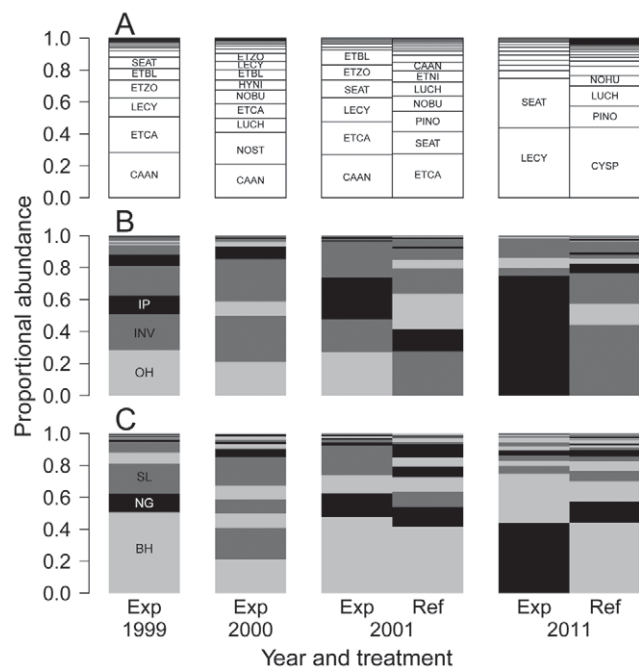 A
1.0
0.8
0.6
0.4
0.2
0.0
SEAT
ETBL
ETZO
LECY
ETCA
CAAN
ETZO
LECY
ETBL
HYNI
NOBU
ETCA
LUCH
NOST
CAAN
ETBL
ETZO
SEAT
LECY
ETCA
CAAN
CAAN
ETNI
LUCH
NOBU
PINO
SEAT
ETCA
SEAT
LECY
NOHU
LUCH
PINO
CYSP
B
1.0
0.8
0.6
0.4
0.2
0.0
IP
INV
OH
C
1.0
0.8
0.6
0.4
0.2
0.0
SL
NG
BH
Proportional abundance
Exp Exp Exp Ref Exp Ref
1999 2000 2001 2011
Year and treatment